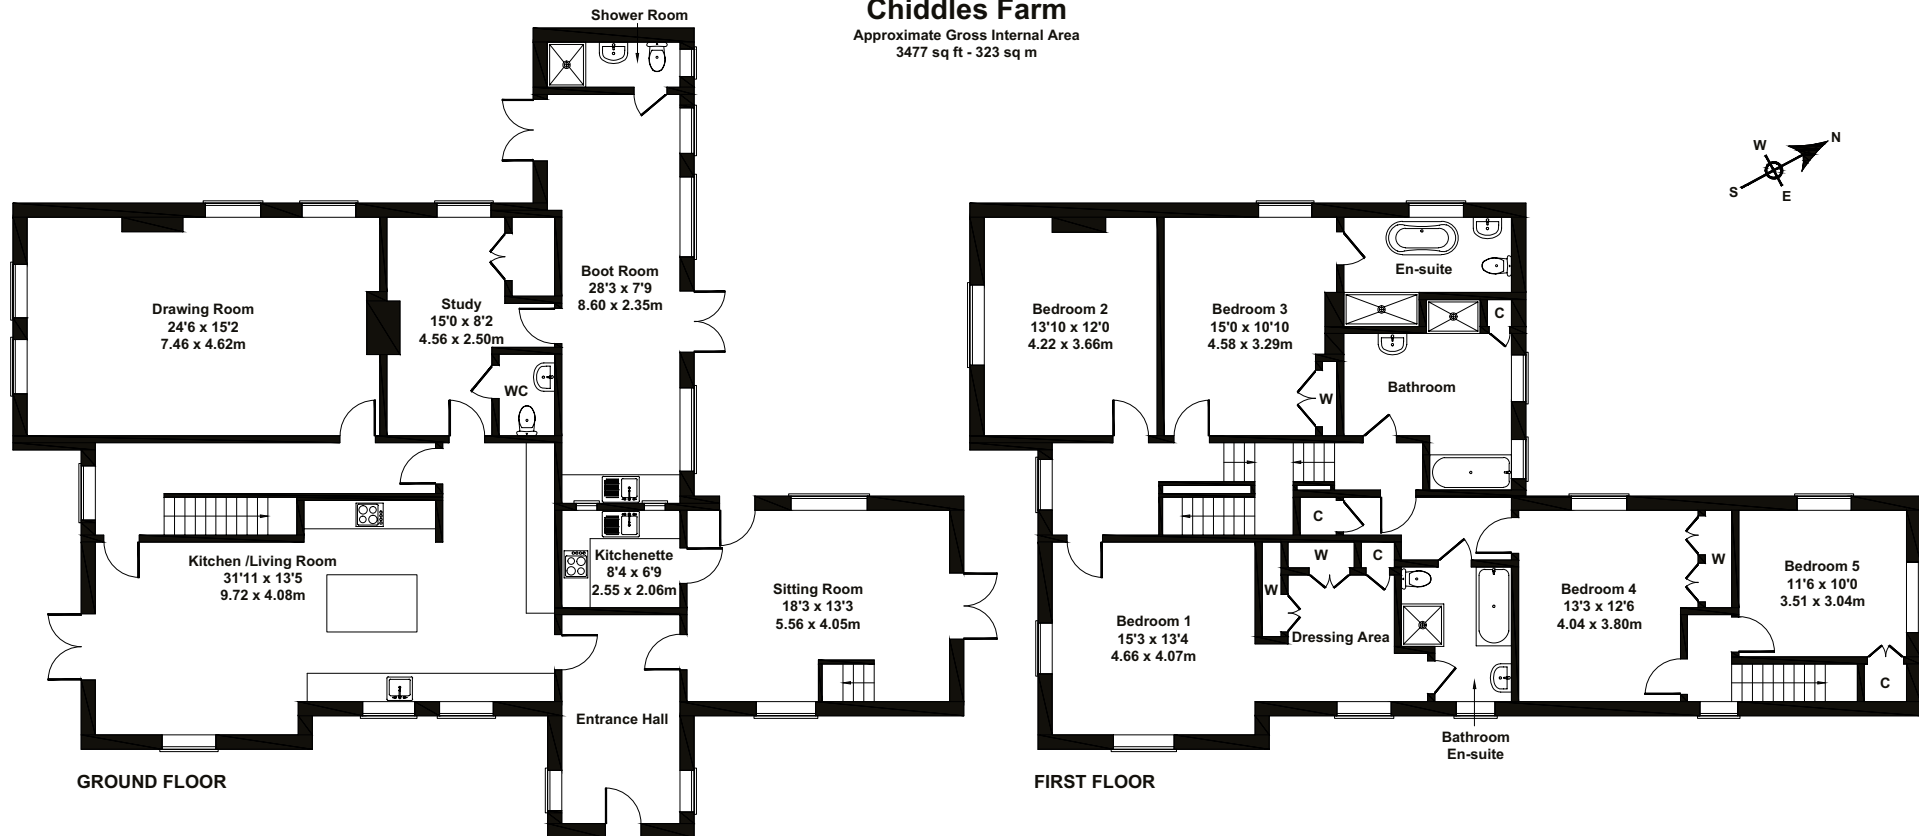 Chiddles Farm
Approximate Gross Internal Area
3477 sq ft - 323 sq m
Shower Room
Boot Room
28'3 x 7'9
8.60 x 2.35m
Drawing Room
24'6 x 15'2
7.46 x 4.62m
Study
15'0 x 8'2
4.56 x 2.50m
WC
Kitchen /Living Room
31'11 x 13'5
9.72 x 4.08m
Kitchenette
8'4 x 6'9
2.55 x 2.06m
Sitting Room
18'3 x 13'3
5.56 x 4.05m
Entrance Hall
GROUND FLOOR
W
N
S
E
Bedroom 2
13'10 x 12'0
4.22 x 3.66m
Bedroom 3
15'0 x 10'10
4.58 x 3.29m
W
En-suite
C
Bathroom
C
W
C
W
Bedroom 1
15'3 x 13'4
4.66 x 4.07m
Dressing Area
Bedroom 4
13'3 x 12'6
4.04 x 3.80m
W
Bedroom 5
11'6 x 10'0
3.51 x 3.04m
C
Bathroom
En-suite
FIRST FLOOR